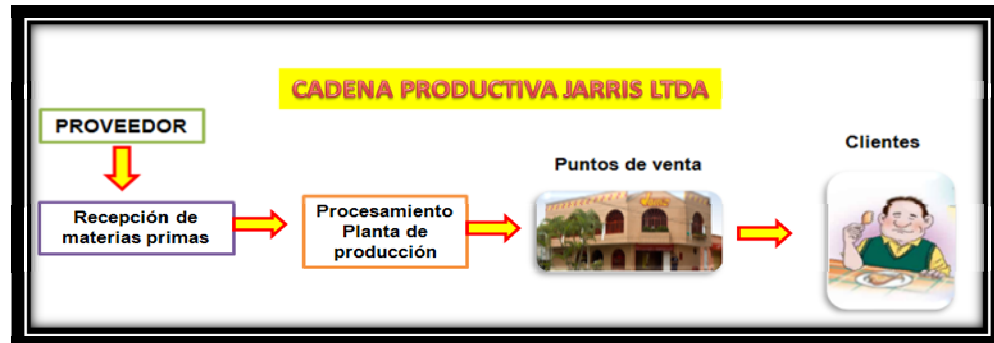 CADENA PRODUCTIVA JARRIS LTDA
PROVEEDOR
Recepción de
materias primas
Procesamiento
Planta de
producción
Puntos de venta
Clientes